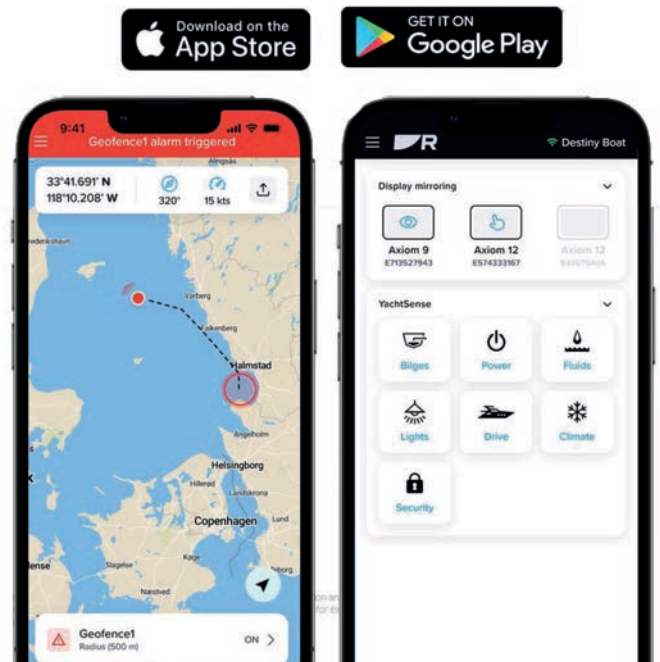 Download on the
App Store
GET IT ON
Google Play
9:41
Geofence1 alarm triggered
33°41.691' N
118°10.208' W
320°
15 kts
Alingsås
Varberg
Falkenberg
Halmstad
Ängelholm
Helsingborg
Hillerød
Landskrona
Copenhagen
Lund
Køge
Slagelse
Næstved
Geofence1
Radius (500 m)
ON
R
Destiny Boat
Display mirroring
Axiom 9
E713527943
Axiom 12
E574333167
Axiom 12
YachtSense
Bilges
Power
Fluids
Lights
Drive
Climate
Security